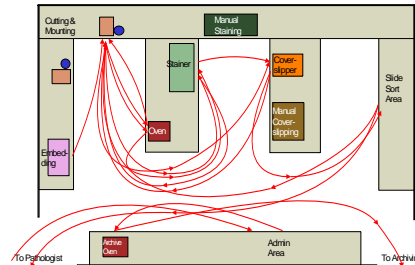 Cutting &
Mounting
Manual
Staining
Stainer
Cover-
slipper
Slide
Sort
Area
Manual
Cover-
slipping
Oven
Embed-
ding
Archive
Oven
Admin
Area
To Pathologist
To Archive